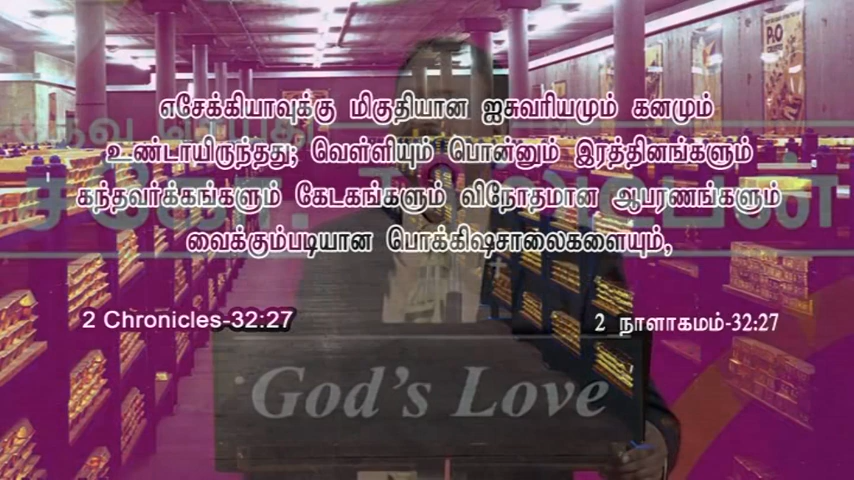 எசேக்கியாவுக்கு மிகுதியான ஐசுவரியமும் கனமும்
உண்டாயிருந்தது; வெள்ளியும் பொன்னும் இரத்தினங்களும்
கந்தவர்க்கங்களும் கேடகங்களும் விநோதமான ஆபரணங்களும்
வைக்கும்படியான பொக்கிஷசாலைகளையும்,
2 Chronicles-32:27
2 நாளாகமம்-32:27
God's Love
P.O